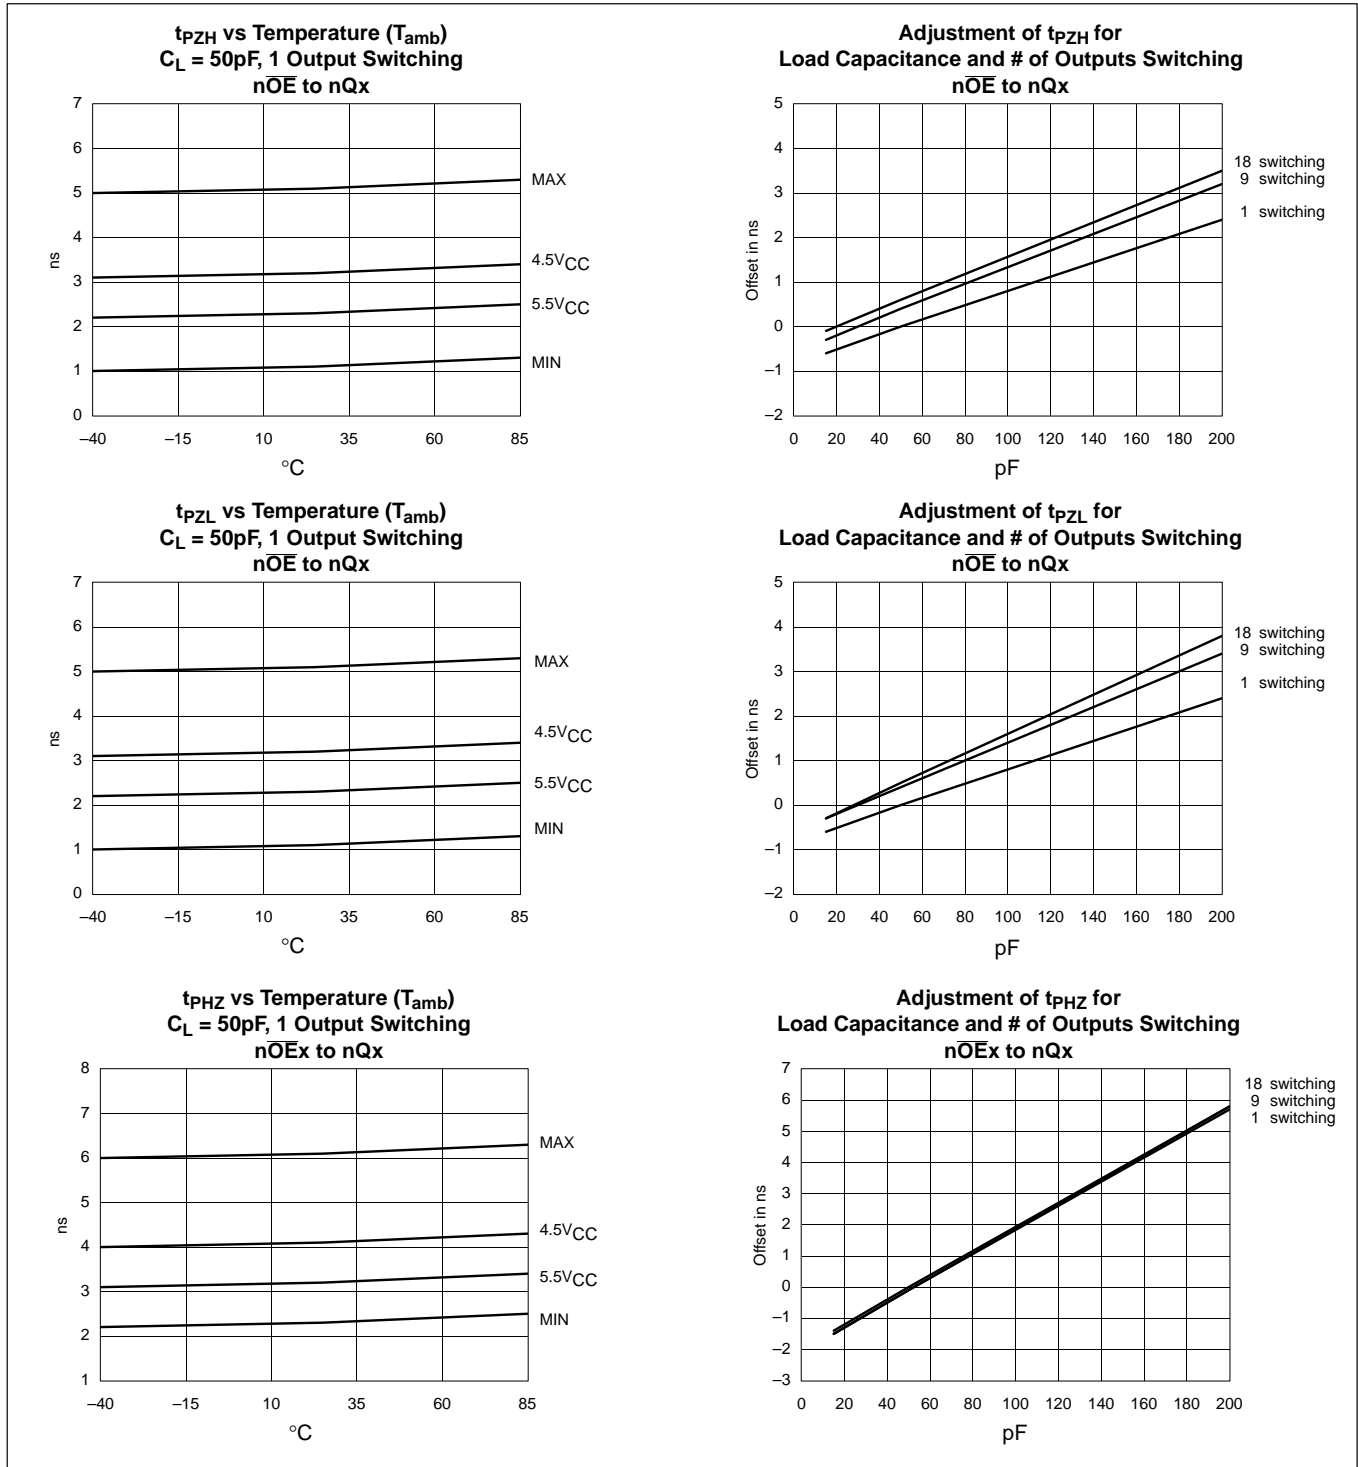 tPZH vs Temperature (Tamb)
CL = 50pF, 1 Output Switching
nOE to nQx
7
6
5
4
3
2
1
0
ns
MAX
4.5VCC
5.5VCC
MIN
–40 –15 10 35 60 85
°C
Adjustment of tPZH for
Load Capacitance and # of Outputs Switching
nOE to nQx
5
4
3
2
1
0
–1
–2
Offset in ns
18 switching
9 switching
1 switching
0 20 40 60 80 100 120 140 160 180 200
pF
tPZL vs Temperature (Tamb)
CL = 50pF, 1 Output Switching
nOE to nQx
7
6
5
4
3
2
1
0
ns
MAX
4.5VCC
5.5VCC
MIN
–40 –15 10 35 60 85
°C
Adjustment of tPZL for
Load Capacitance and # of Outputs Switching
nOE to nQx
5
4
3
2
1
0
–1
–2
Offset in ns
18 switching
9 switching
1 switching
0 20 40 60 80 100 120 140 160 180 200
pF
tPHZ vs Temperature (Tamb)
CL = 50pF, 1 Output Switching
nOEx to nQx
8
7
6
5
4
3
2
1
ns
MAX
4.5VCC
5.5VCC
MIN
–40 –15 10 35 60 85
°C
Adjustment of tPHZ for
Load Capacitance and # of Outputs Switching
nOEx to nQx
7
6
5
4
3
2
1
0
–1
–2
–3
Offset in ns
18 switching
9 switching
1 switching
0 20 40 60 80 100 120 140 160 180 200
pF